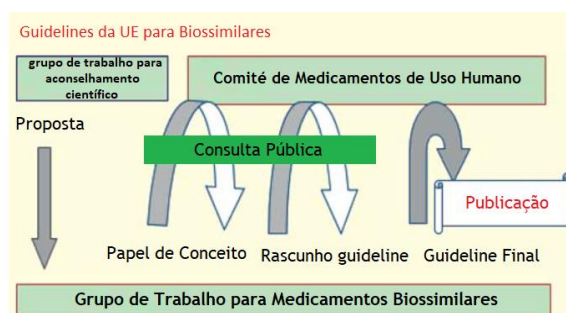 Guidelines da UE para Biossimilares
grupo de trabalho para
aconselhamento
científico
Comité de Medicamentos de Uso Humano
Proposta
Consulta Pública
Publicação
Papel de Conceito
Rascunho guideline
Guideline Final
Grupo de Trabalho para Medicamentos Biossimilares